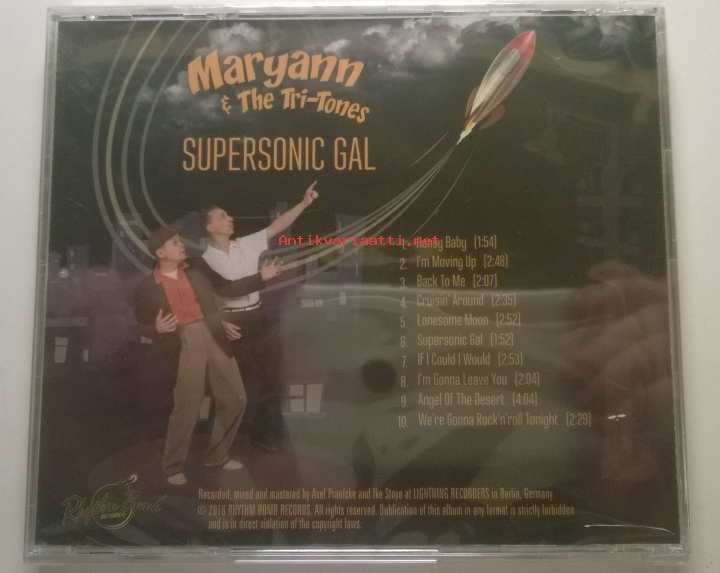 Maryann
& The Tri-Tones
SUPERSONIC GAL
Antikvariaatti.net
1. Baby [1:54]
2. I'm Moving Up [2:48]
3. Back To Me [2:07]
4. Cruisin' Around [2:35]
5. Lonesome Moon [2:52]
6. Supersonic Gal [1:52]
7. If I Could I Would [2:53]
8. I'm Gonna Leave You [2:04]
9. Angel Of The Desert [4:04]
10. We're Gonna Rock'n'roll Tonight [2:29]
Rhythm Bomb
Recorded, mixed and mastered by Axel Praefcke and Ike Stoye at LIGHTNING RECORDERS in Berlin, Germany
2016 RHYTHM BOMB RECORDS. All rights reserved. Dublication of this album in any format is strictly forbidden
and is in direct violation of the copyright laws.